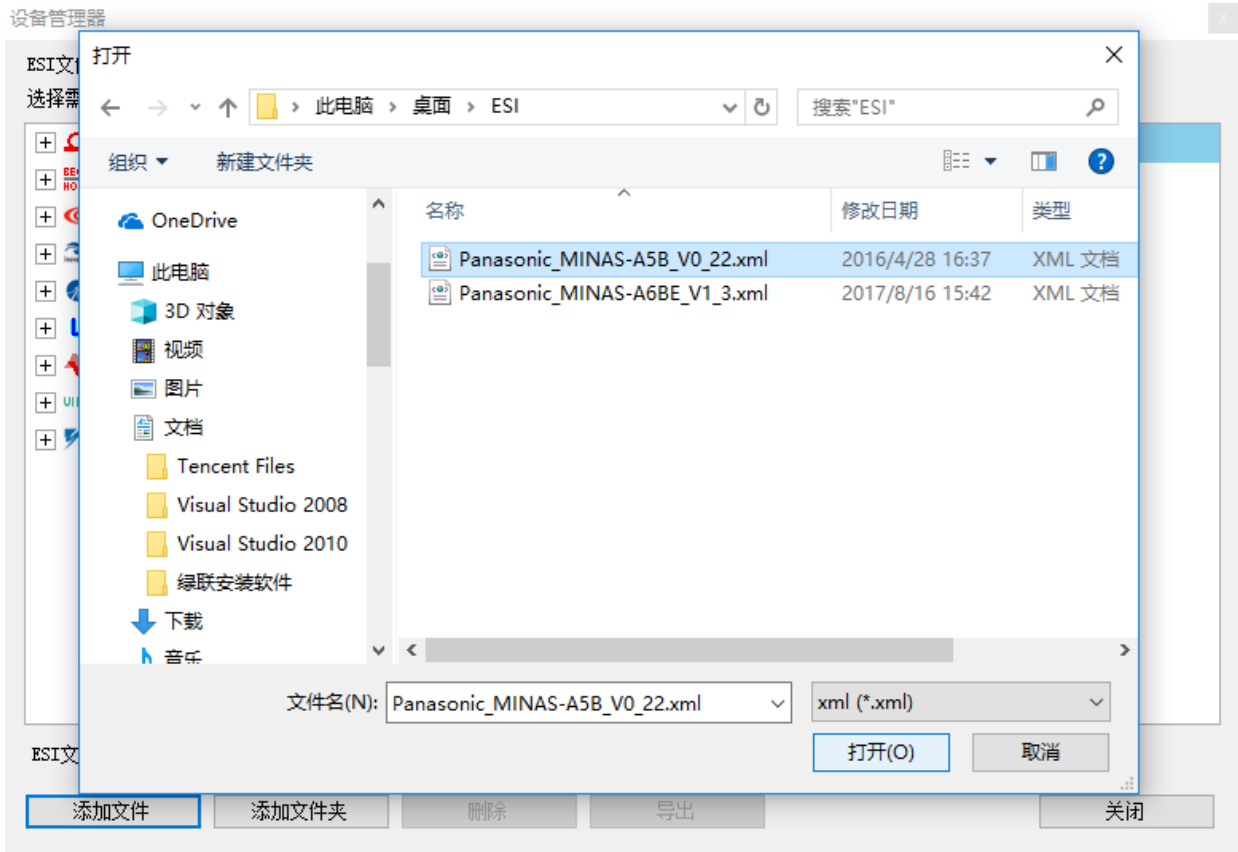 设备管理器
ESI文
选择需
打开
此电脑 > 桌面 > ESI
搜索"ESI"
组织 新建文件夹
名称 修改日期 类型
Panasonic_MINAS-A5B_V0_22.xml 2016/4/28 16:37 XML 文档
Panasonic_MINAS-A6BE_V1_3.xml 2017/8/16 15:42 XML 文档
OneDrive
此电脑
3D 对象
视频
图片
文档
Tencent Files
Visual Studio 2008
Visual Studio 2010
绿联安装软件
下载
音乐
文件名(N): Panasonic_MINAS-A5B_V0_22.xml xml (*.xml)
打开(O) 取消
ESI文
添加文件 添加文件夹 删除 导出 关闭